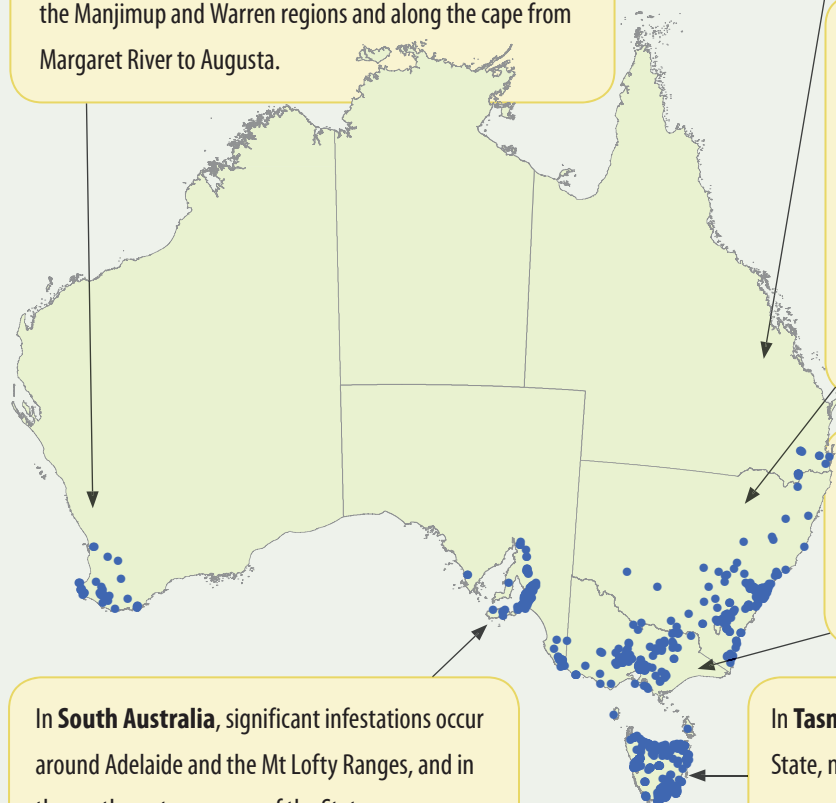 the Manjimup and Warren regions and along the cape from
Margaret River to Augusta.
In South Australia, significant infestations occur
around Adelaide and the Mt Lofty Ranges, and in
In Tasm
State, n